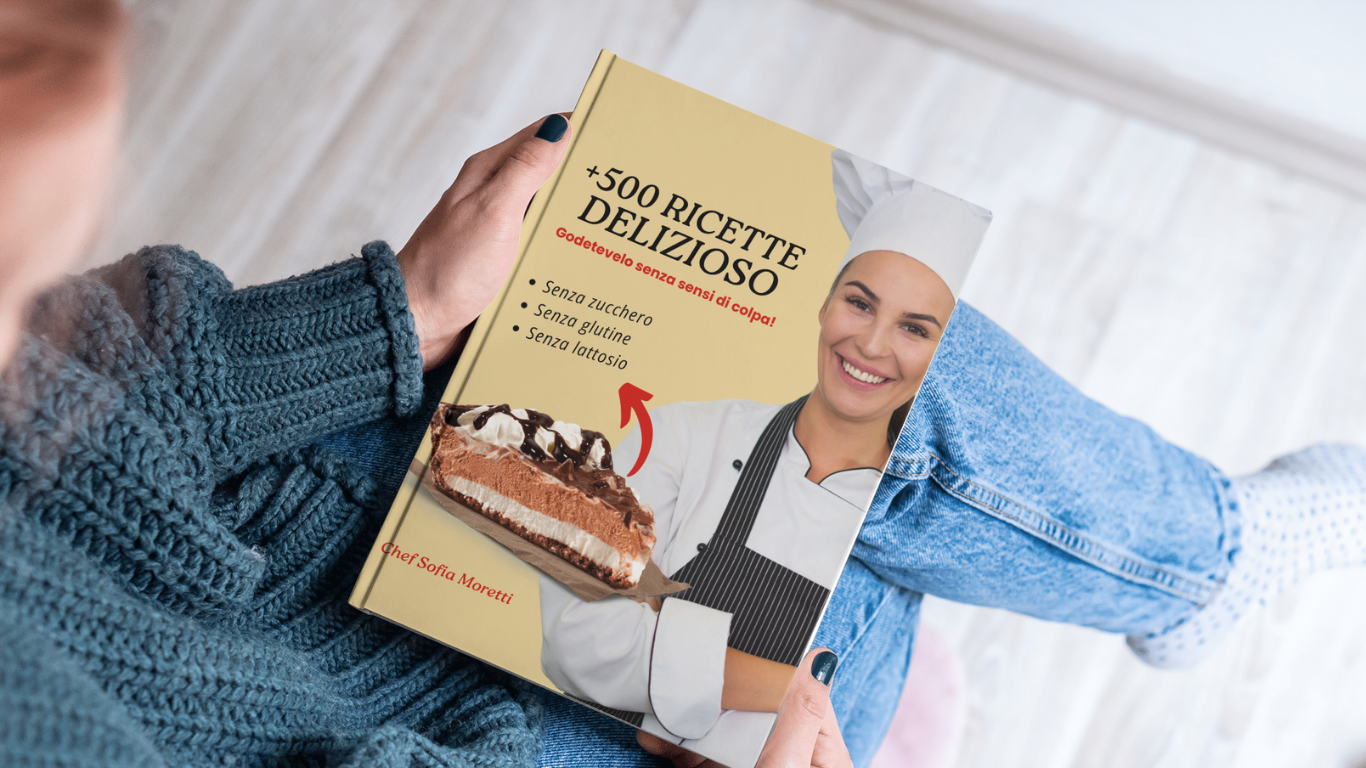 +500 RICETTE
DELIZIOSO
Godetevelo senza sensi di colpa!
• Senza zucchero
• Senza glutine
• Senza lattosio
Chef Sofia Moretti